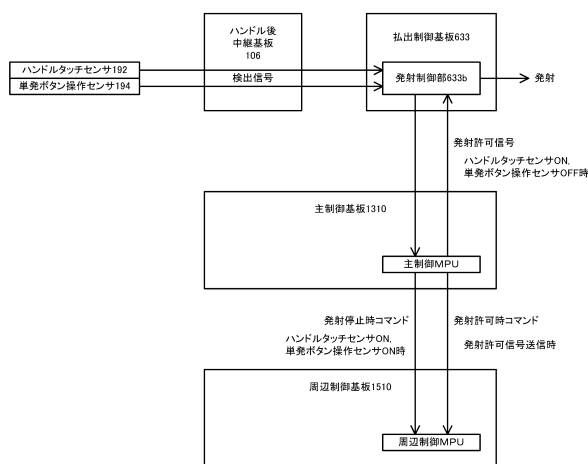 ハンドル後
中継基板
106
払出制御基板633
ハンドルタッチセンサ192
単発ボタン操作センサ194
検出信号
発射制御部633b
発射
発射許可信号
ハンドルタッチセンサON,
単発ボタン操作センサOFF時
主制御基板1310
主制御MPU
発射停止時コマンド
ハンドルタッチセンサON,
単発ボタン操作センサON時
発射許可時コマンド
発射許可信号送信時
周辺制御基板1510
周辺制御MPU